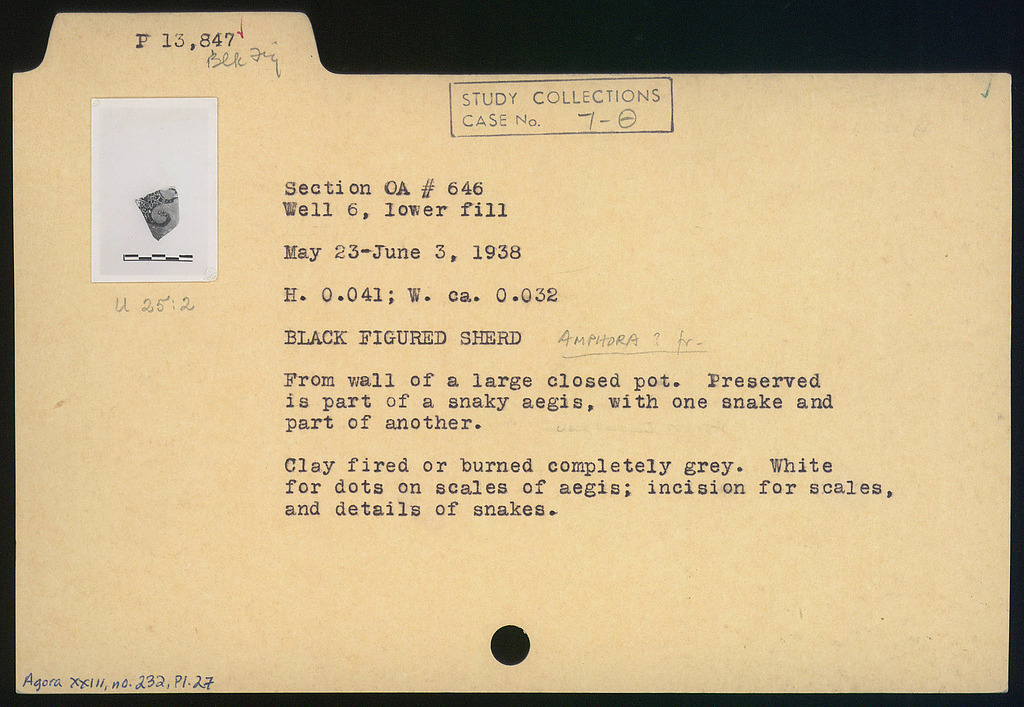 P 13,847
Blk Fig
STUDY COLLECTIONS
CASE No. 7-Θ
Section OA # 646
Well 6, lower fill
May 23-June 3, 1938
H. 0.041; W. ca. 0.032
U 25:2
BLACK FIGURED SHERD AMPHORA ? fr-
From wall of a large closed pot. Preserved
is part of a snaky aegis, with one snake and
part of another.
Clay fired or burned completely grey. White
for dots on scales of aegis; incision for scales,
and details of snakes.
Agora XXIII, no. 232, Pl. 27